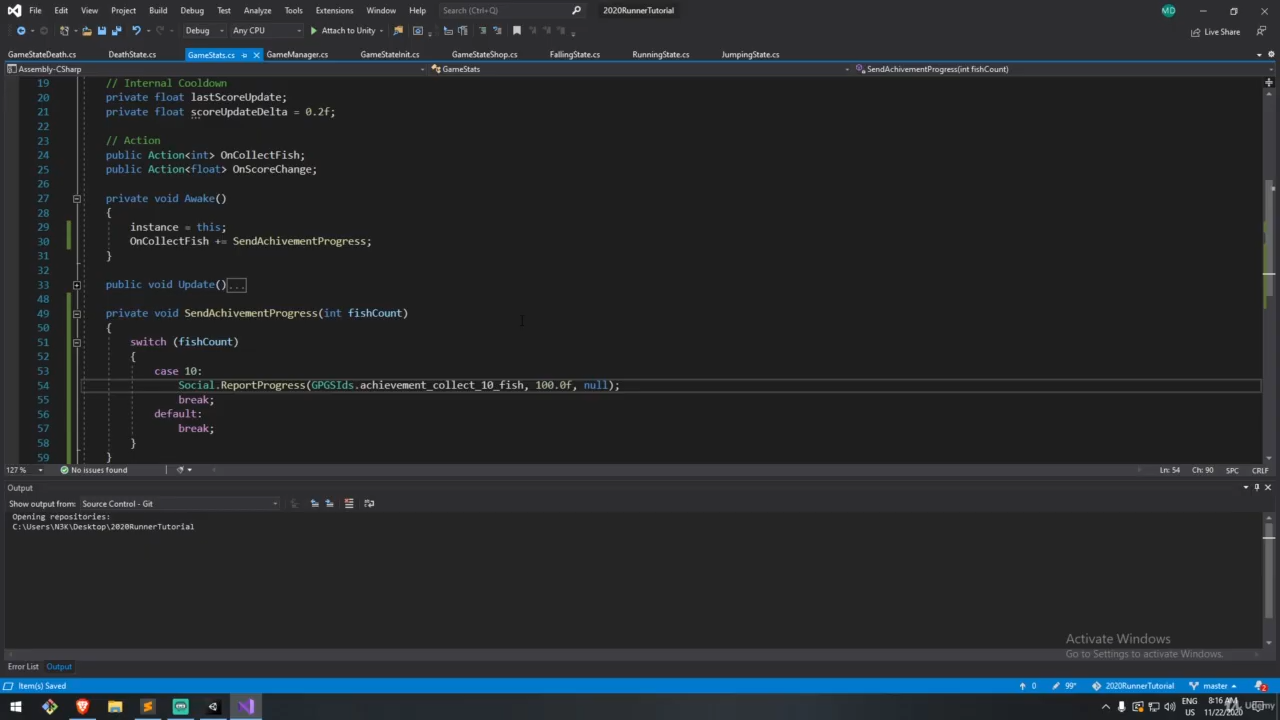 File Edit View Project Build Debug Test Analyze Tools Extensions Window Help Search (Ctrl+Q) 2020RunnerTutorial MD
Debug Any CPU Attach to Unity Live Share
GameStateDeath.cs DeathState.cs GameStats.cs GameManager.cs GameStateInit.cs GameStateShop.cs FallingState.cs RunningState.cs JumpingState.cs
Assembly-CSharp GameStats SendAchivementProgress(int fishCount)
19 // Internal Cooldown
20 private float lastScoreUpdate;
21 private float scoreUpdateDelta = 0.2f;
22
23 // Action
24 public Action<int> OnCollectFish;
25 public Action<float> OnScoreChange;
26
27 private void Awake()
28 {
29 instance = this;
30 OnCollectFish += SendAchivementProgress;
31 }
32
33 public void Update()...
48
49 private void SendAchivementProgress(int fishCount)
50 {
51 switch (fishCount)
52 {
53 case 10:
54 Social.ReportProgress(GPGSIds.achievement_collect_10_fish, 100.0f, null);
55 break;
56 default:
57 break;
58 }
59 }
127 % No issues found Ln: 54 Ch: 90 SPC CRLF
Output
Show output from: Source Control - Git
Opening repositories:
C:\Users\N3K\Desktop\2020RunnerTutorial
Activate Windows
Go to Settings to activate Windows.
Error List Output
Item(s) Saved 0 99+ 2020RunnerTutorial master 2
ENG 8:16 AM
US 11/22/2020
Udemy